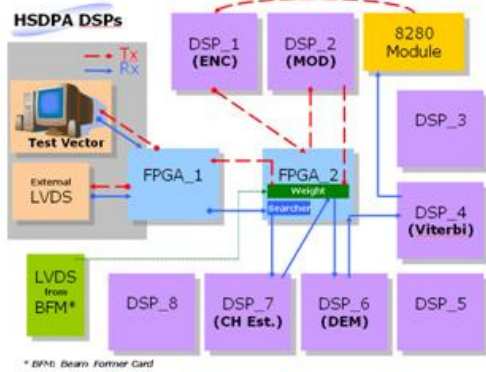 HSDPA DSPs
Tx
Rx
Test Vector
External
LVDS
FPGA_1
DSP_1
(ENC)
DSP_2
(MOD)
8280
Module
FPGA_2
Weight
Searcher
DSP_3
DSP_4
(Viterbi)
LVDS
from
BFM*
DSP_8
DSP_7
(CH Est.)
DSP_6
(DEM)
DSP_5
* BFM: Beam Former Card